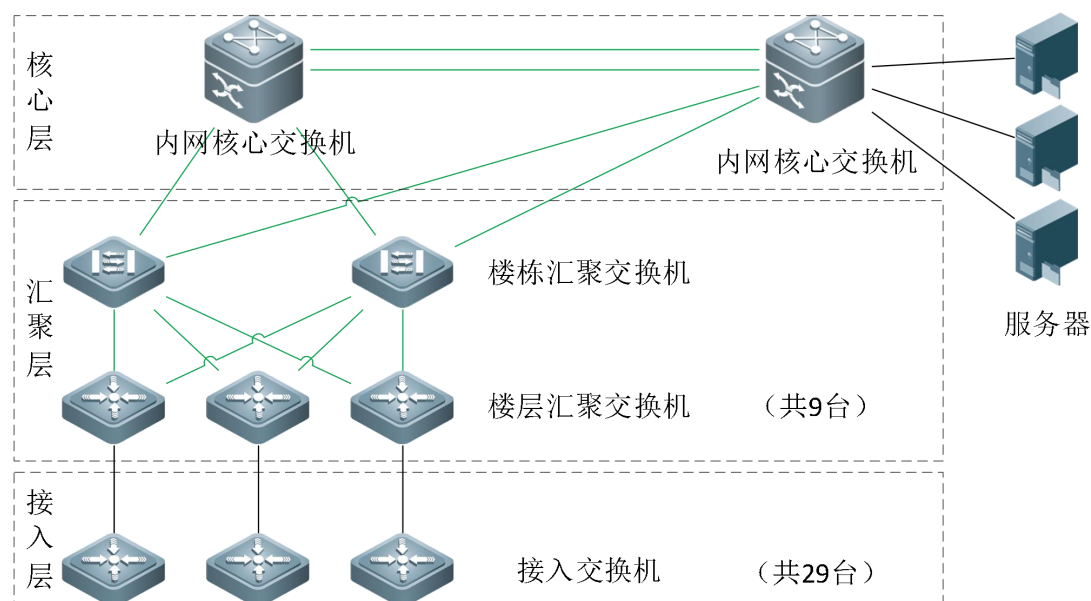 核心层
内网核心交换机
内网核心交换机
汇聚层
楼栋汇聚交换机
服务器
楼层汇聚交换机 （共9台）
接入层
接入交换机 （共29台）